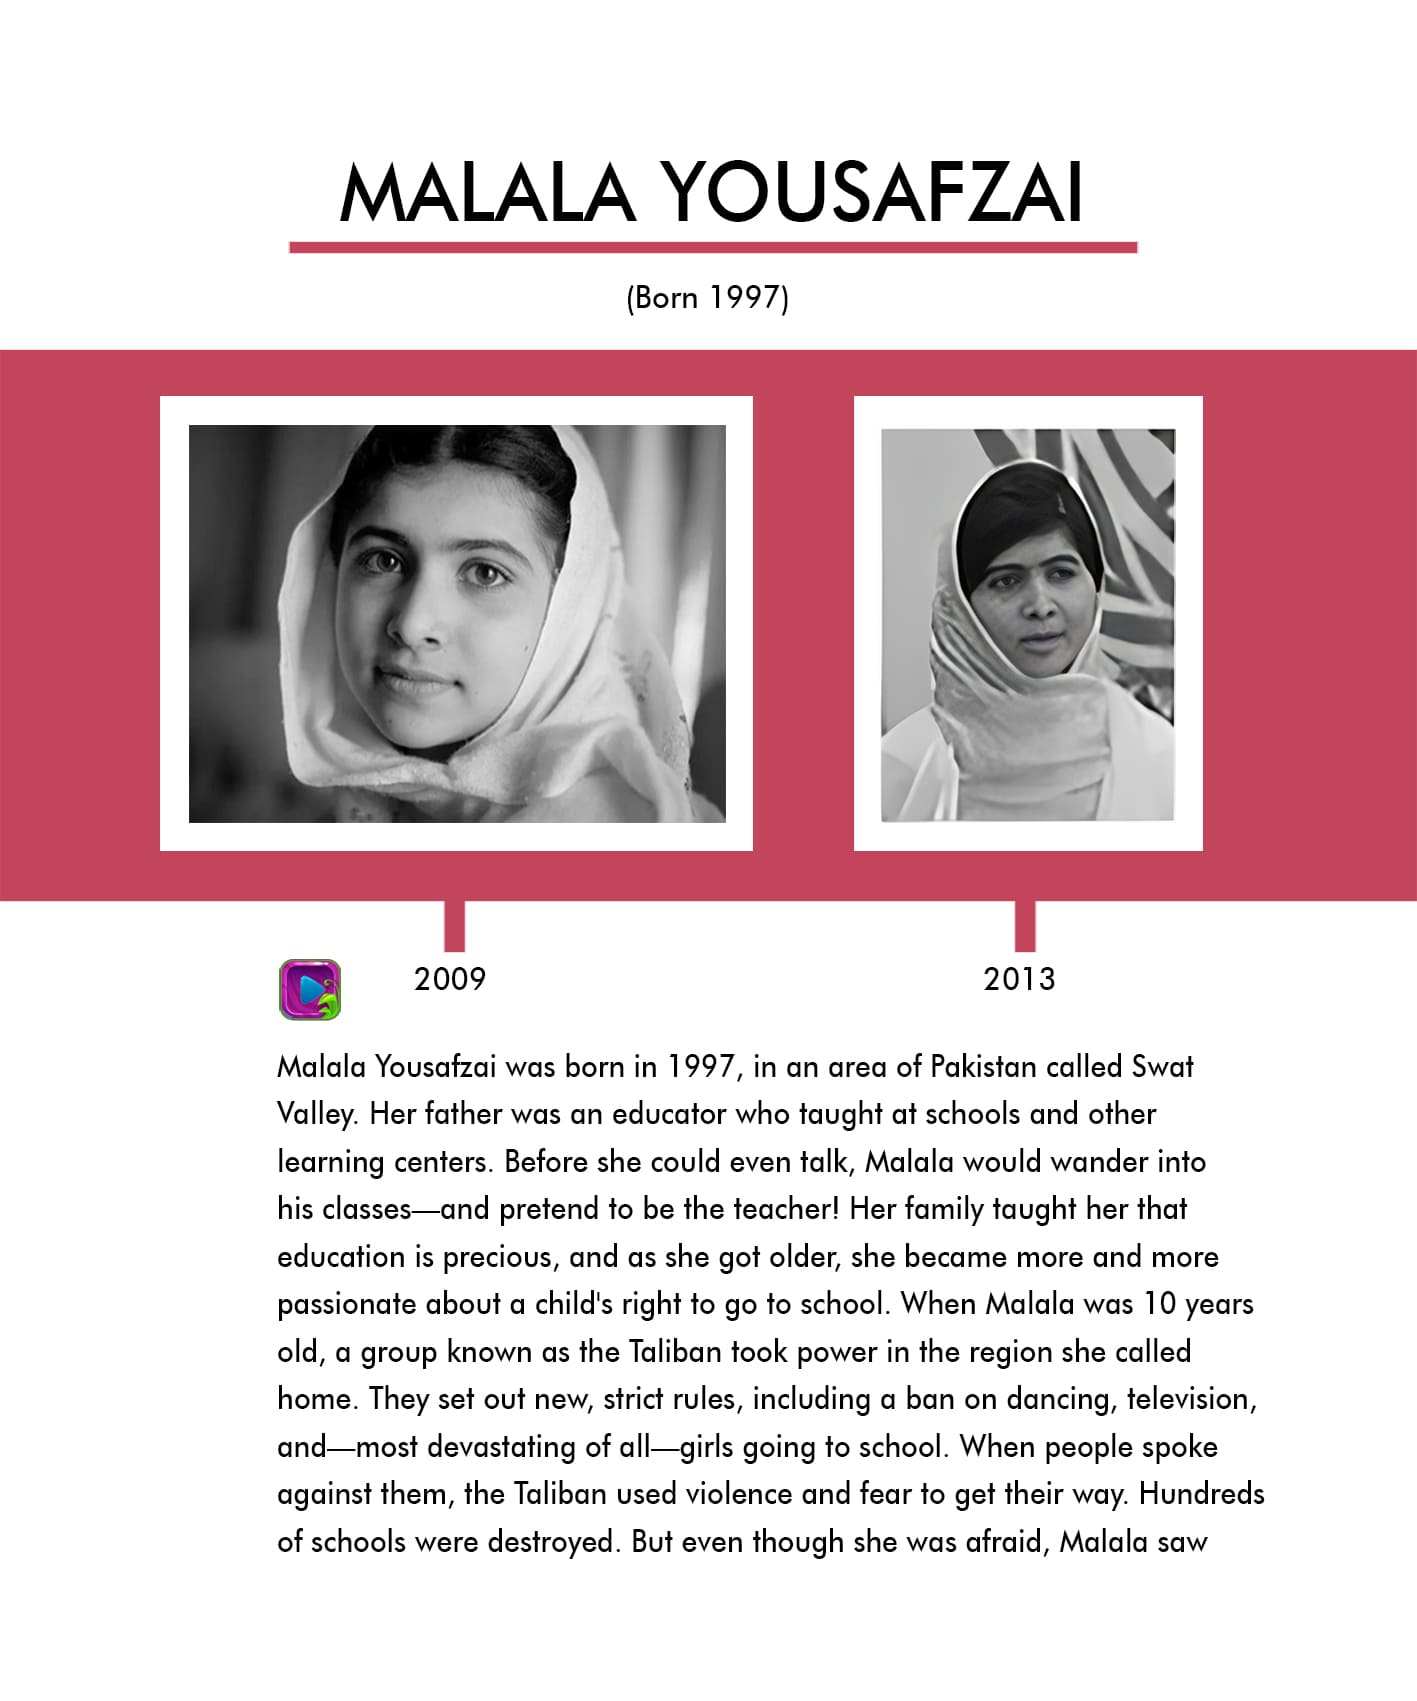 MALALA YOUSAFZAI
(Born 1997)
2009
2013
Malala Yousafzai was born in 1997, in an area of Pakistan called Swat
Valley. Her father was an educator who taught at schools and other
learning centers. Before she could even talk, Malala would wander into
his classes—and pretend to be the teacher! Her family taught her that
education is precious, and as she got older, she became more and more
passionate about a child's right to go to school. When Malala was 10 years
old, a group known as the Taliban took power in the region she called
home. They set out new, strict rules, including a ban on dancing, television,
and—most devastating of all—girls going to school. When people spoke
against them, the Taliban used violence and fear to get their way. Hundreds
of schools were destroyed. But even though she was afraid, Malala saw